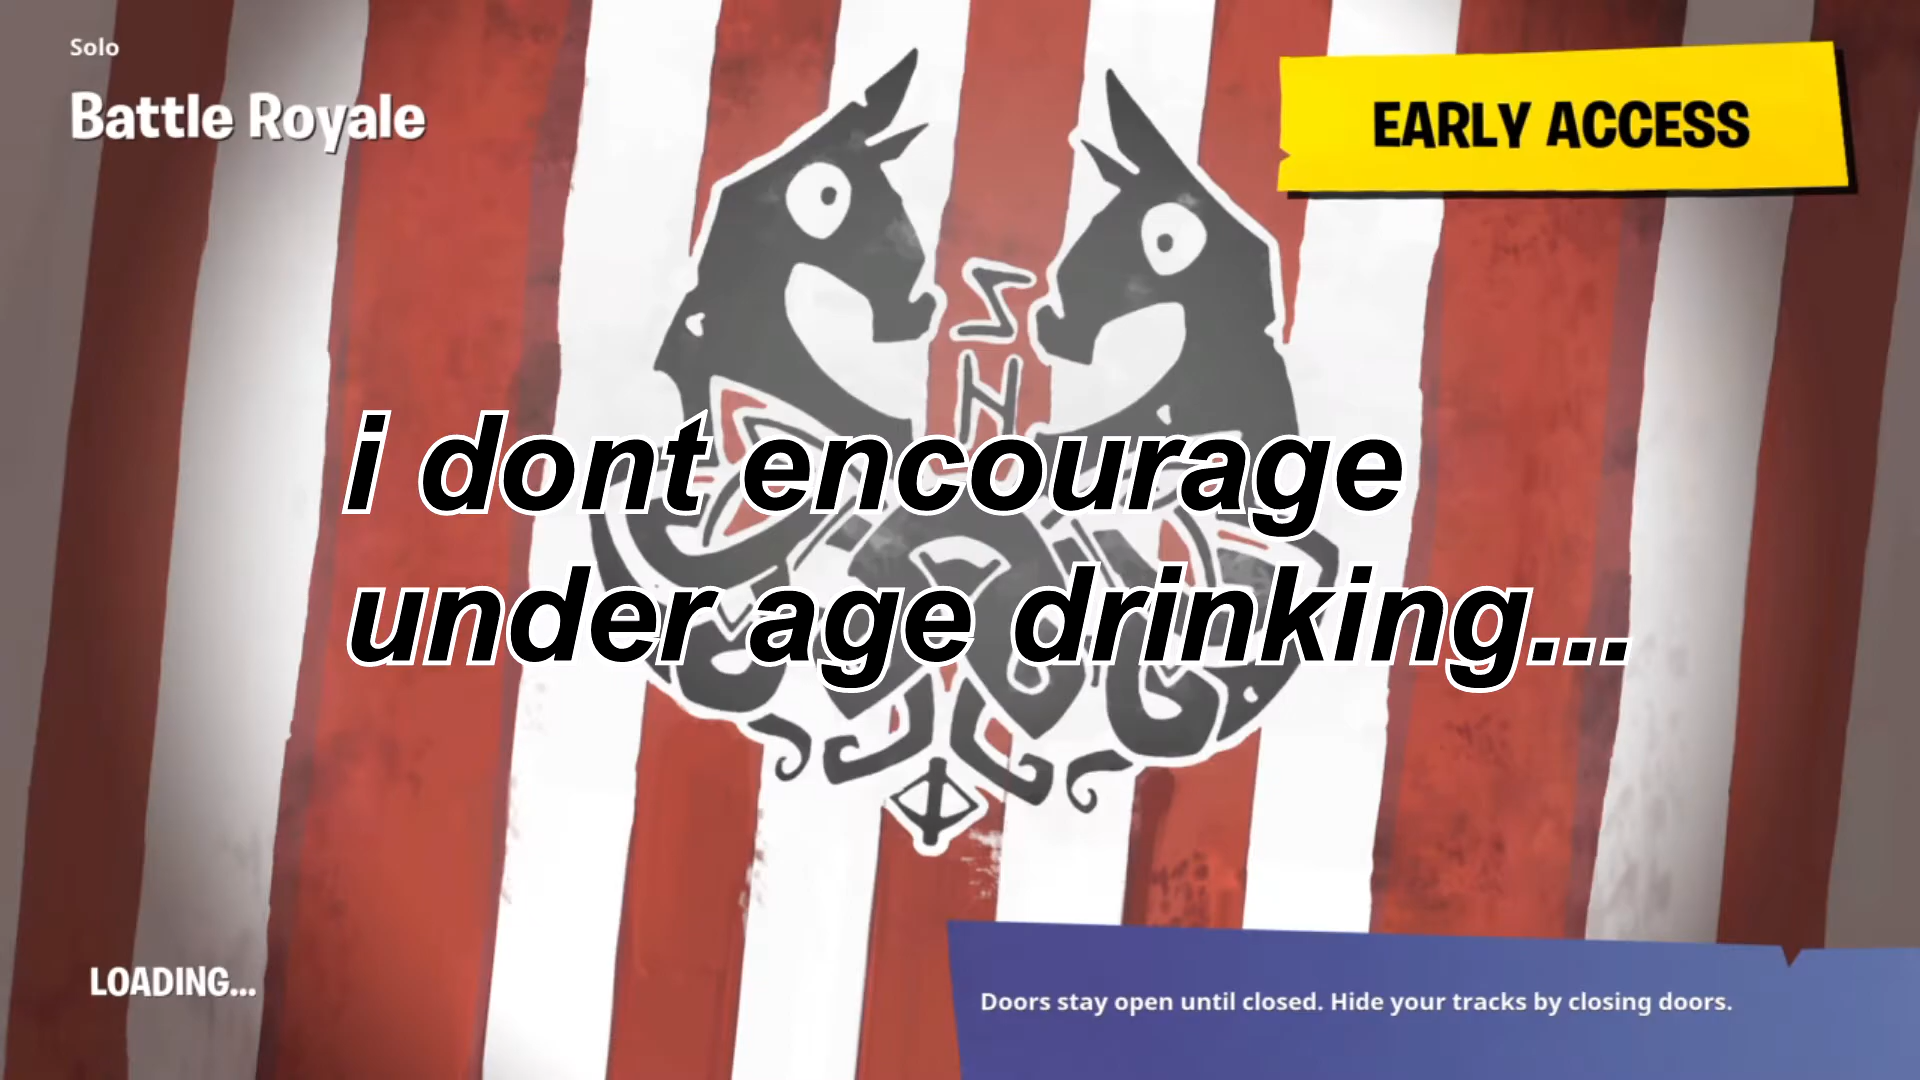 Solo
Battle Royale
EARLY ACCESS
i dont encourage
under age drinking...
LOADING...
Doors stay open until closed. Hide your tracks by closing doors.